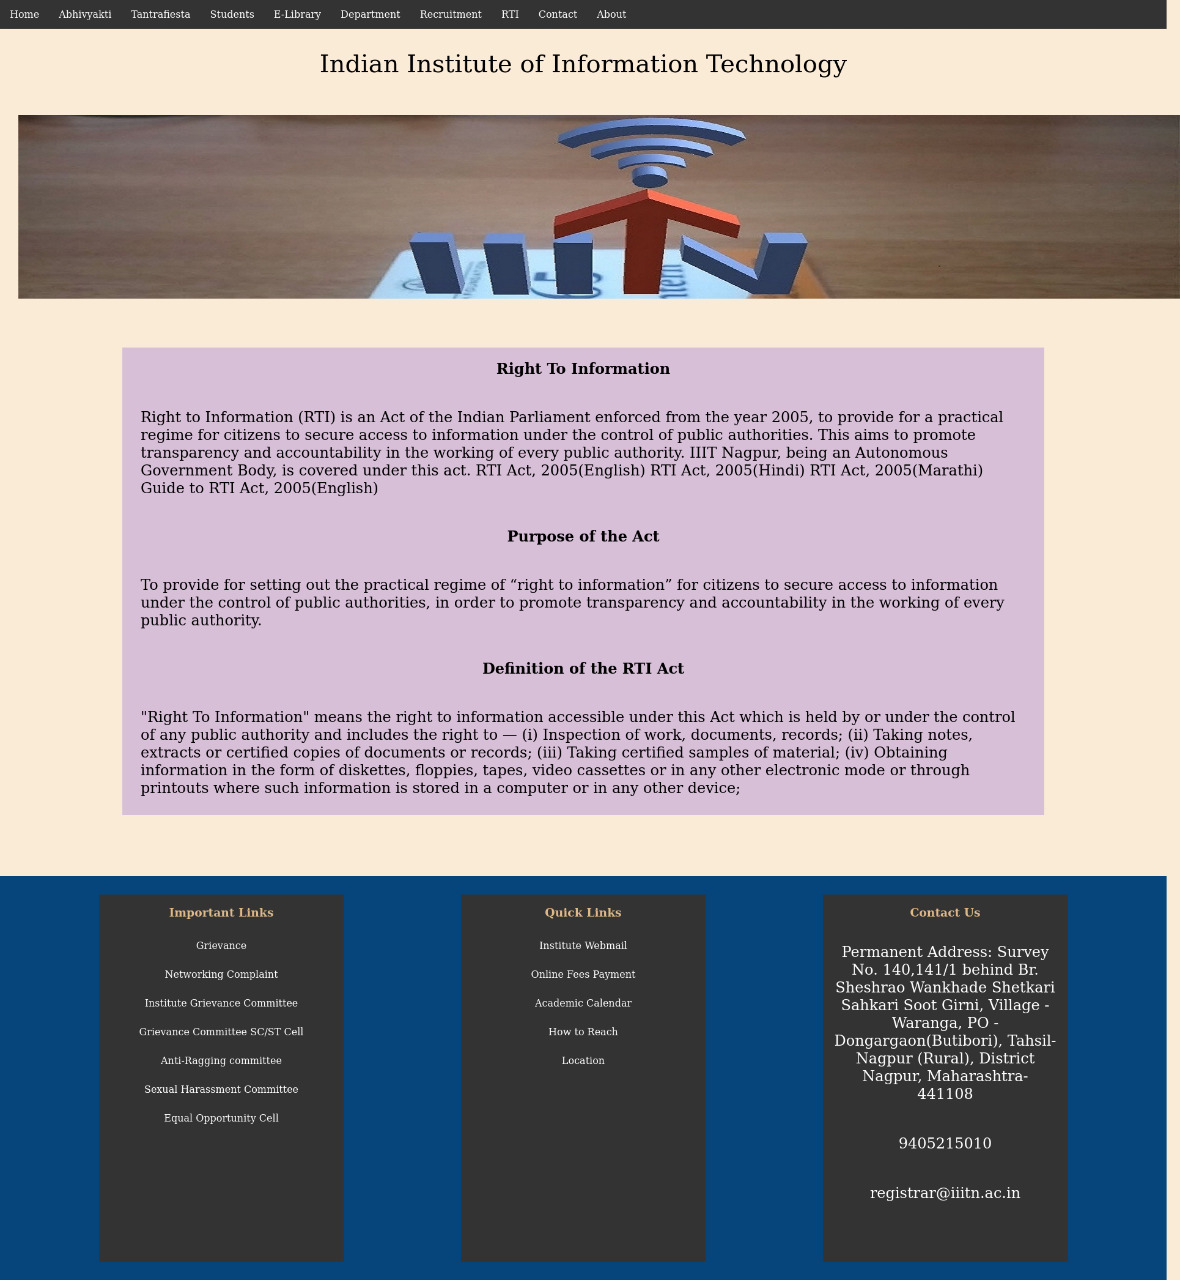 Home Abhivyakti Tantrafiesta Students E-Library Department Recruitment RTI Contact About
Indian Institute of Information Technology
Right To Information
Right to Information (RTI) is an Act of the Indian Parliament enforced from the year 2005, to provide for a practical
regime for citizens to secure access to information under the control of public authorities. This aims to promote
transparency and accountability in the working of every public authority. IIIT Nagpur, being an Autonomous
Government Body, is covered under this act. RTI Act, 2005(English) RTI Act, 2005(Hindi) RTI Act, 2005(Marathi)
Guide to RTI Act, 2005(English)
Purpose of the Act
To provide for setting out the practical regime of “right to information” for citizens to secure access to information
under the control of public authorities, in order to promote transparency and accountability in the working of every
public authority.
Definition of the RTI Act
"Right To Information" means the right to information accessible under this Act which is held by or under the control
of any public authority and includes the right to — (i) Inspection of work, documents, records; (ii) Taking notes,
extracts or certified copies of documents or records; (iii) Taking certified samples of material; (iv) Obtaining
information in the form of diskettes, floppies, tapes, video cassettes or in any other electronic mode or through
printouts where such information is stored in a computer or in any other device;
Important Links
Grievance
Networking Complaint
Institute Grievance Committee
Grievance Committee SC/ST Cell
Anti-Ragging committee
Sexual Harassment Committee
Equal Opportunity Cell
Quick Links
Institute Webmail
Online Fees Payment
Academic Calendar
How to Reach
Location
Contact Us
Permanent Address: Survey
No. 140,141/1 behind Br.
Sheshrao Wankhade Shetkari
Sahkari Soot Girni, Village -
Waranga, PO -
Dongargaon(Butibori), Tahsil-
Nagpur (Rural), District
Nagpur, Maharashtra-
441108
9405215010
registrar@iiitn.ac.in